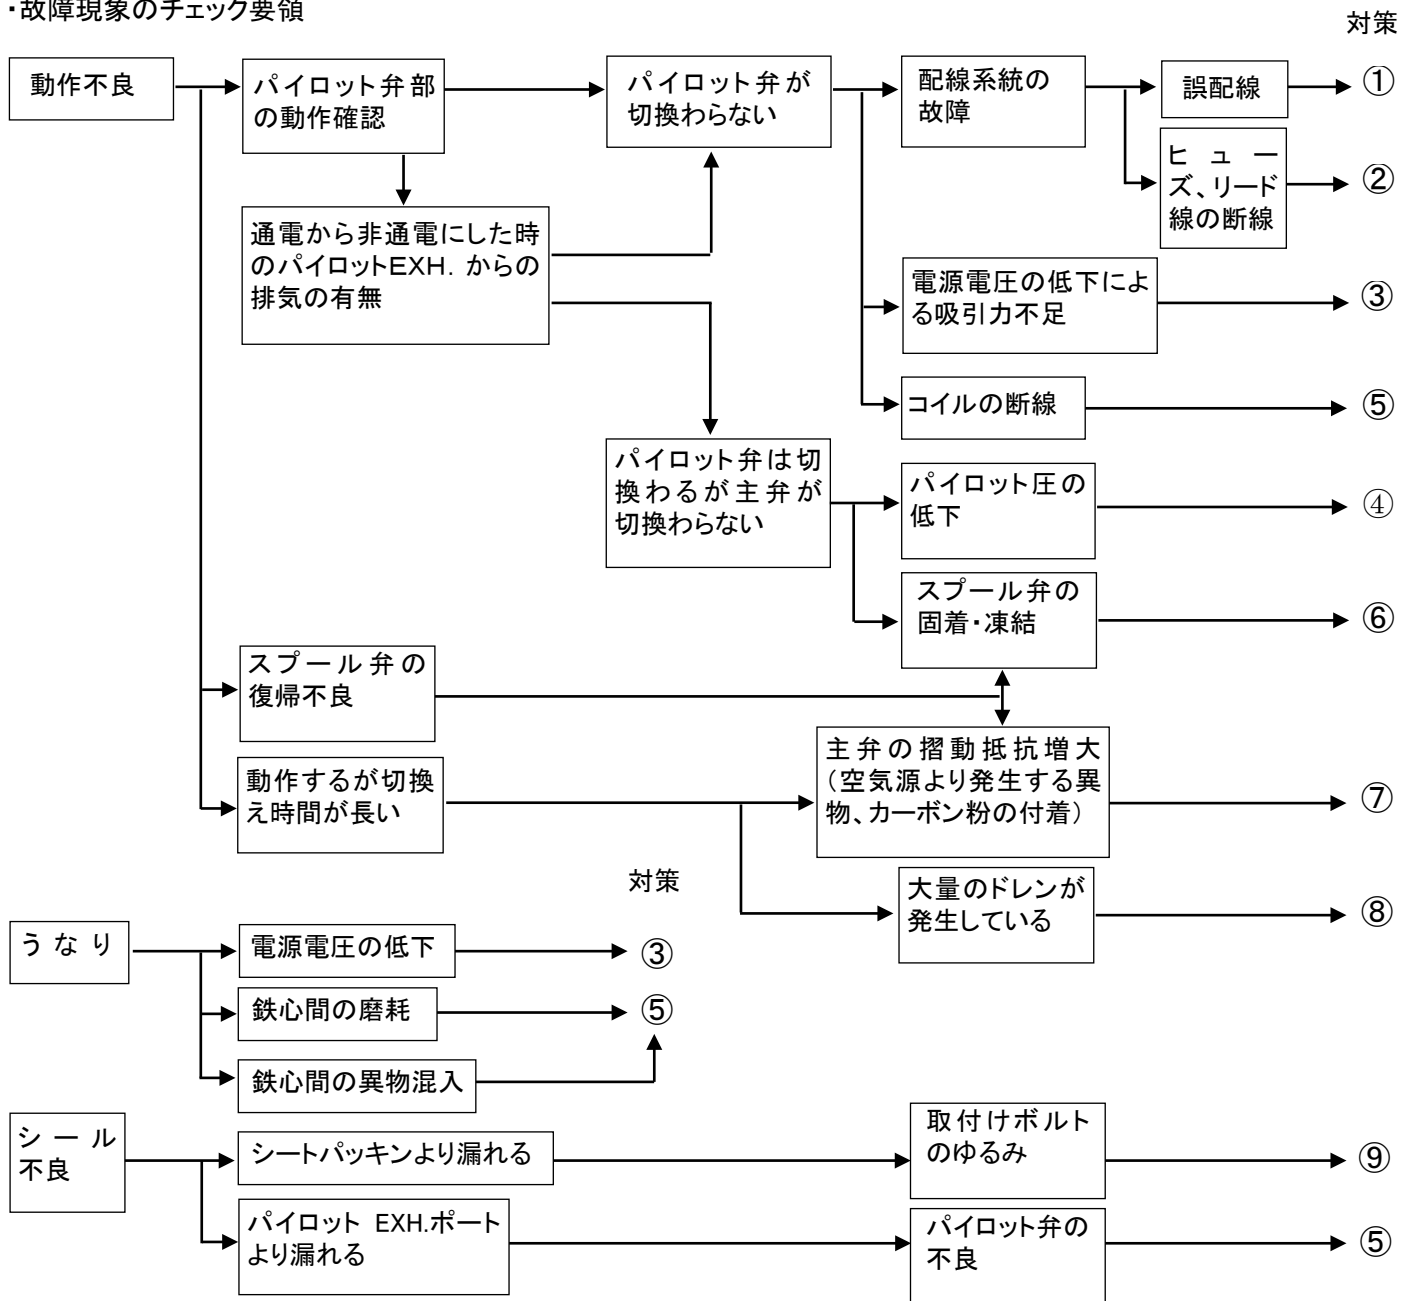 ・故障現象のチェック要領
対策
動作不良
パイロット弁部
の動作確認
パイロット弁が
切換わらない
配線系統の
故障
誤配線
①
ヒューー
ズ、リード
線の断線
②
通電から非通電にした時
のパイロットEXH. からの
排気の有無
電源電圧の低下によ
る吸引力不足
③
コイルの断線
⑤
パイロット弁は切
換わるが主弁が
切換わらない
パイロット圧の
低下
④
スプール弁の
固着・凍結
⑥
スプール弁の
復帰不良
動作するが切換
え時間が長い
主弁の摺動抵抗増大
（空気源より発生する異
物、カーボン粉の付着）
⑦
大量のドレンが
発生している
⑧
対策
うなり
電源電圧の低下
③
鉄心間の磨耗
⑤
鉄心間の異物混入
シール
不良
シートパッキンより漏れる
取付けボルト
のゆるみ
⑨
パイロット EXH.ポート
より漏れる
パイロット弁の
不良
⑤